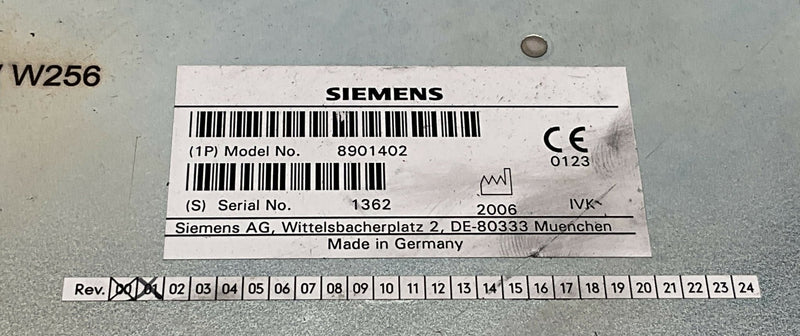 W256
SIEMENS
(1P) Model No. 8901402
CE
0123
(S) Serial No. 1362
2006 IVK
Siemens AG, Wittelsbacherplatz 2, DE-80333 Muenchen
Made in Germany
Rev. 00 01 02 03 04 05 06 07 08 09 10 11 12 13 14 15 16 17 18 19 20 21 22 23 24